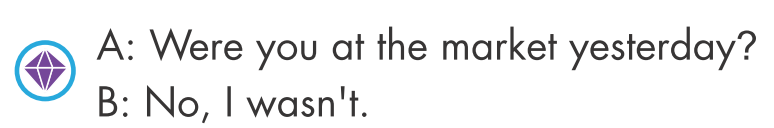 A: Were you at the market yesterday?
B: No, I wasn't.